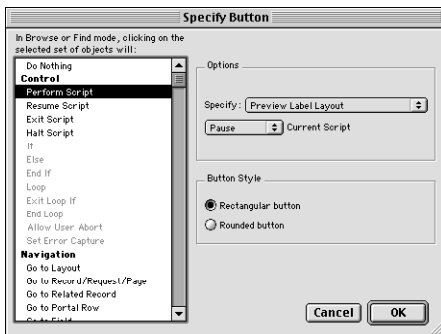 Specify Button
In Browse or Find mode, clicking on the
selected set of objects will:
Do Nothing
Control
Perform Script
Resume Script
Exit Script
Halt Script
If
Else
End If
Loop
Exit Loop If
End Loop
Allow User Abort
Set Error Capture
Navigation
Go to Layout
Go to Record/Request/Page
Go to Related Record
Go to Portal Row
Go to Field
Options
Specify: Preview Label Layout
Pause Current Script
Button Style
Rectangular button
Rounded button
Cancel OK